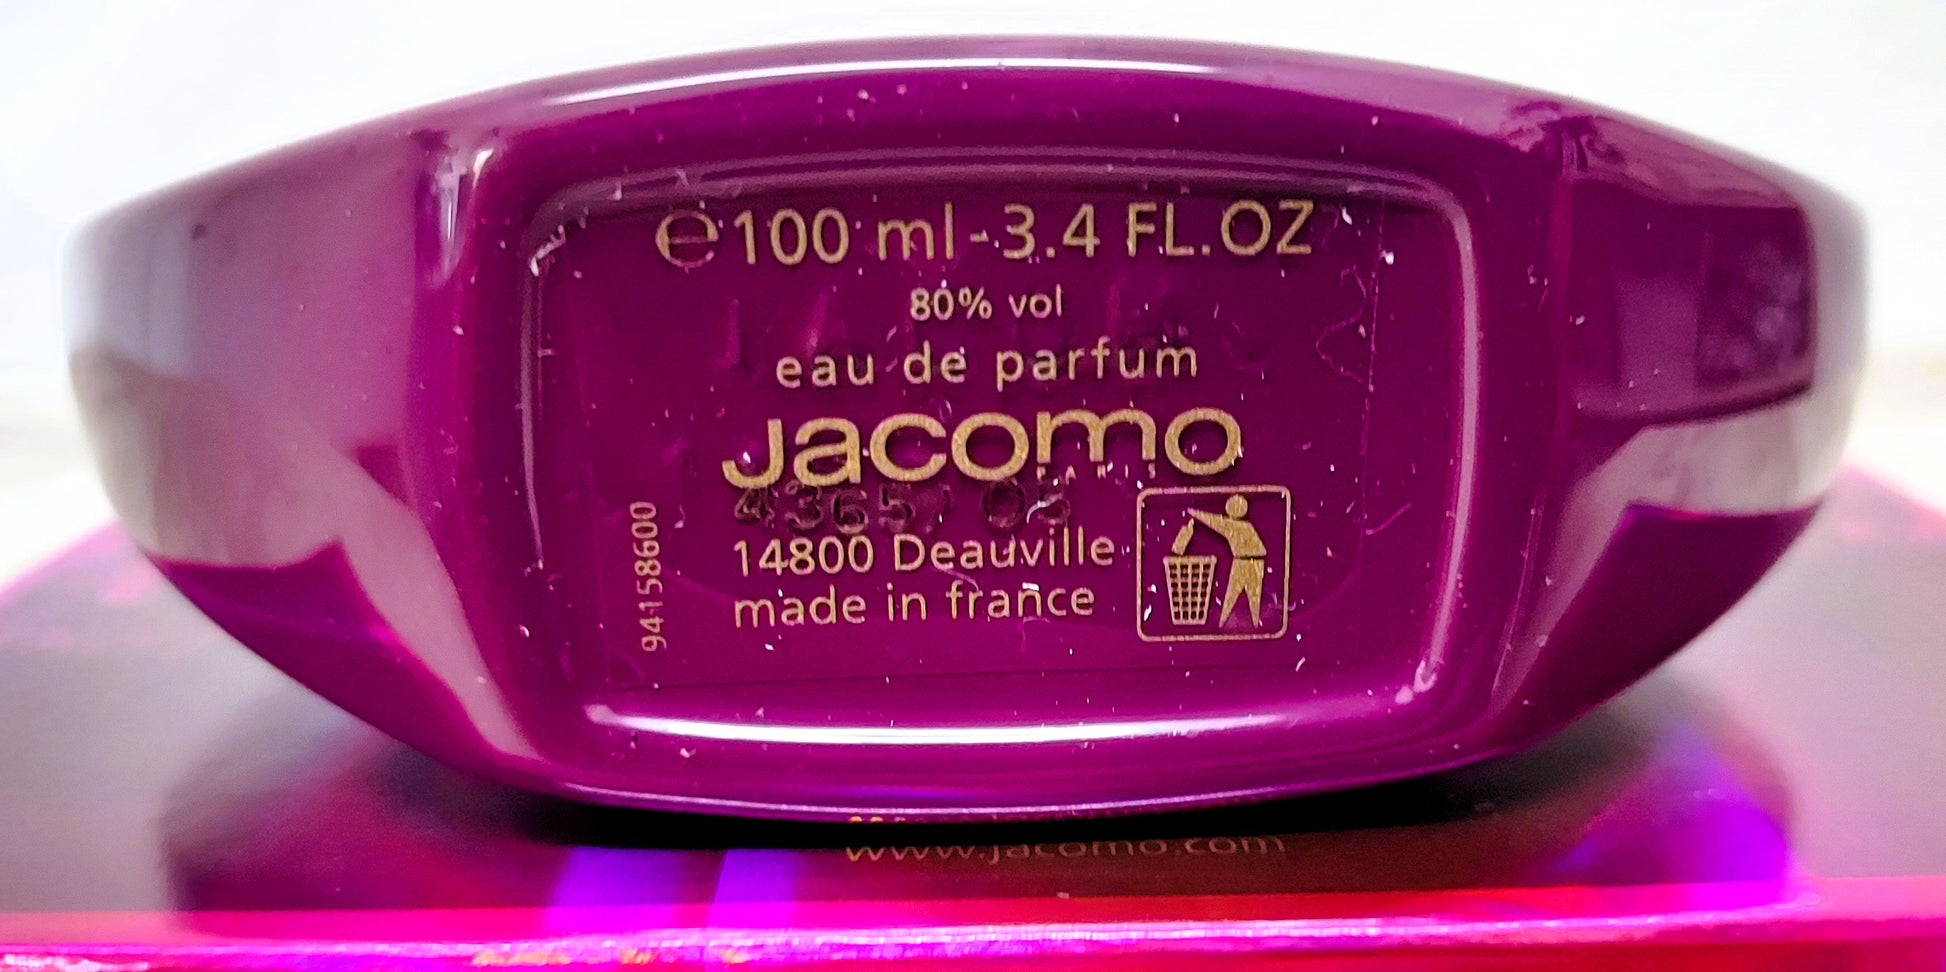 ℮ 100 ml - 3.4 FL.OZ
80% vol
eau de parfum
Jacomo
PARIS
14800 Deauville
made in france
94158600
www.jacomo.com